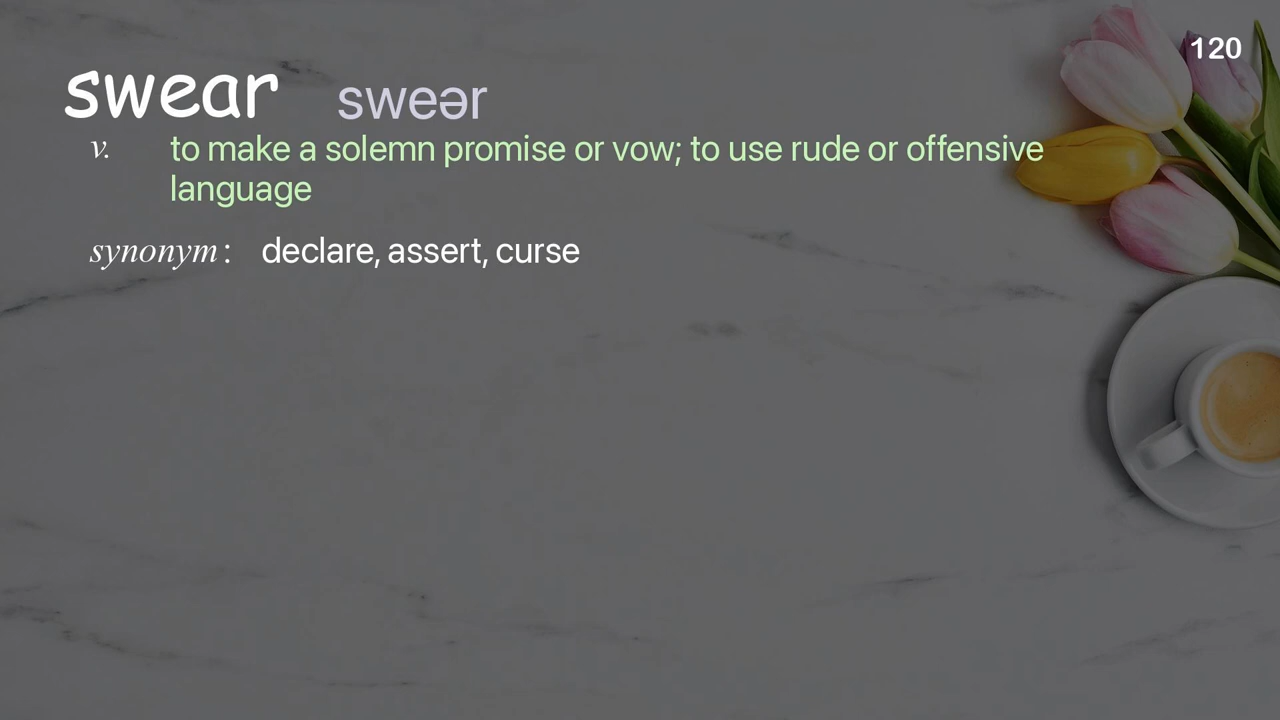 120
swear sweər
v. to make a solemn promise or vow; to use rude or offensive
language
synonym : declare, assert, curse